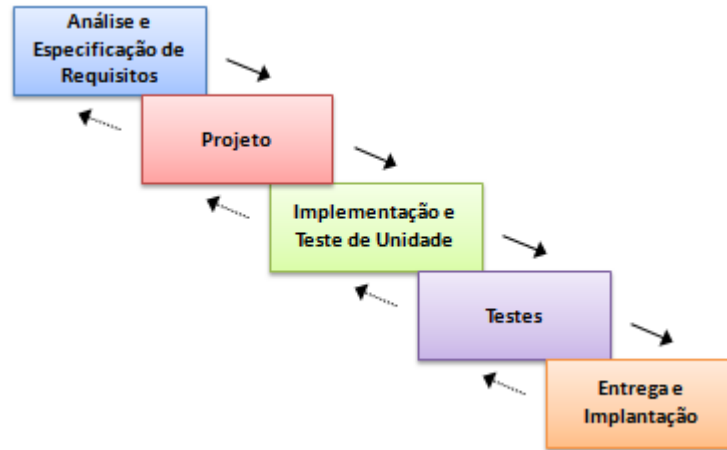 Análise e
Especificação de
Requisitos
Projeto
Implementação e
Teste de Unidade
Testes
Entrega e
Implantação